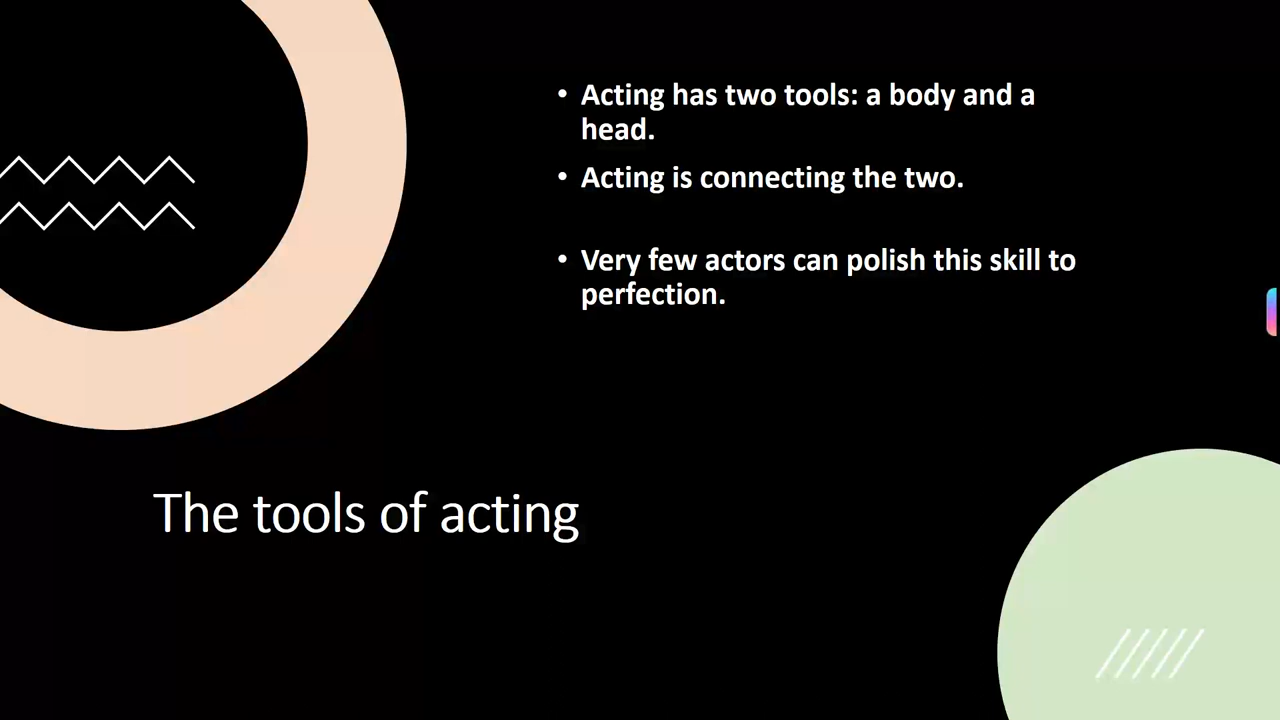 • Acting has two tools: a body and a
head.
• Acting is connecting the two.
• Very few actors can polish this skill to
perfection.
The tools of acting